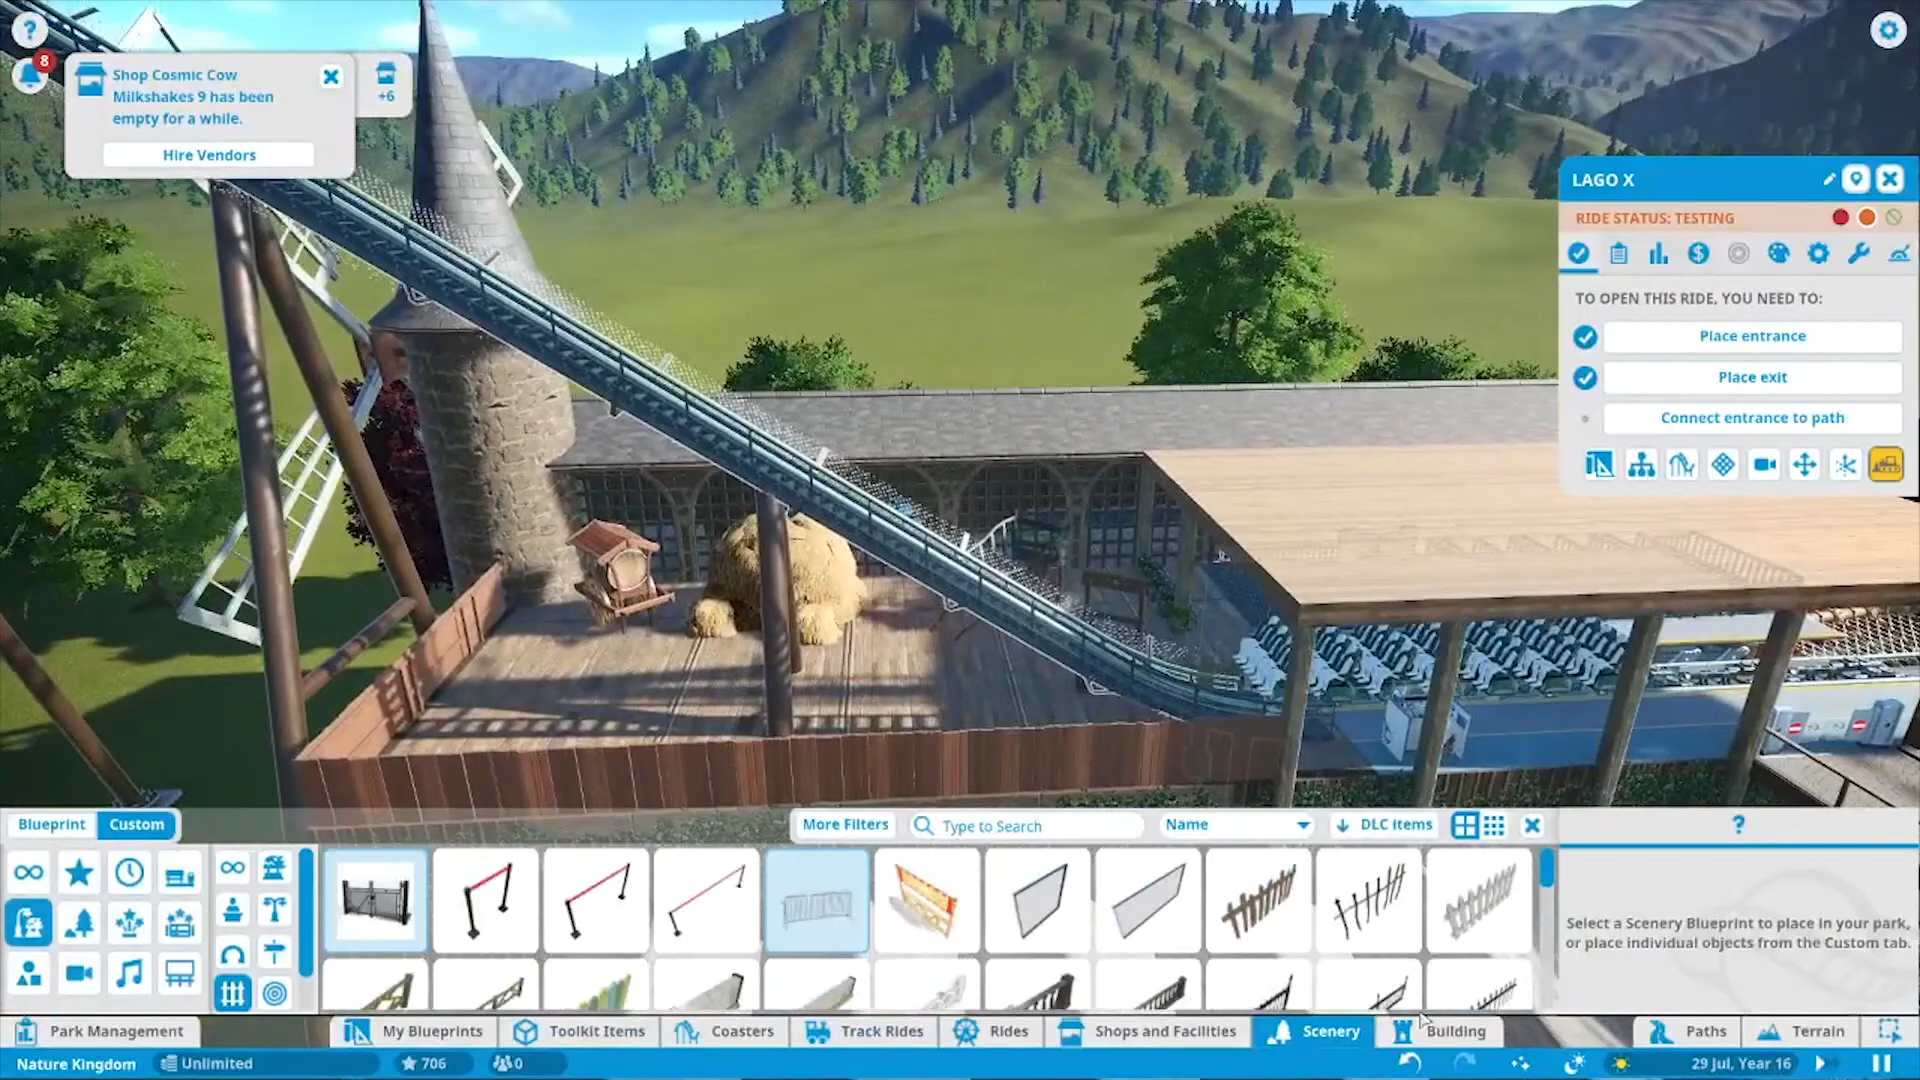 ?
8
Shop Cosmic Cow
Milkshakes 9 has been
empty for a while.
+6
Hire Vendors
LAGO X
RIDE STATUS: TESTING
TO OPEN THIS RIDE, YOU NEED TO:
Place entrance
Place exit
Connect entrance to path
Blueprint
Custom
More Filters
Type to Search
Name
DLC items
?
Select a Scenery Blueprint to place in your park,
or place individual objects from the Custom tab.
Park Management
My Blueprints
Toolkit Items
Coasters
Track Rides
Rides
Shops and Facilities
Scenery
Building
Paths
Terrain
Nature Kingdom
Unlimited
706
0
29 Jul, Year 16